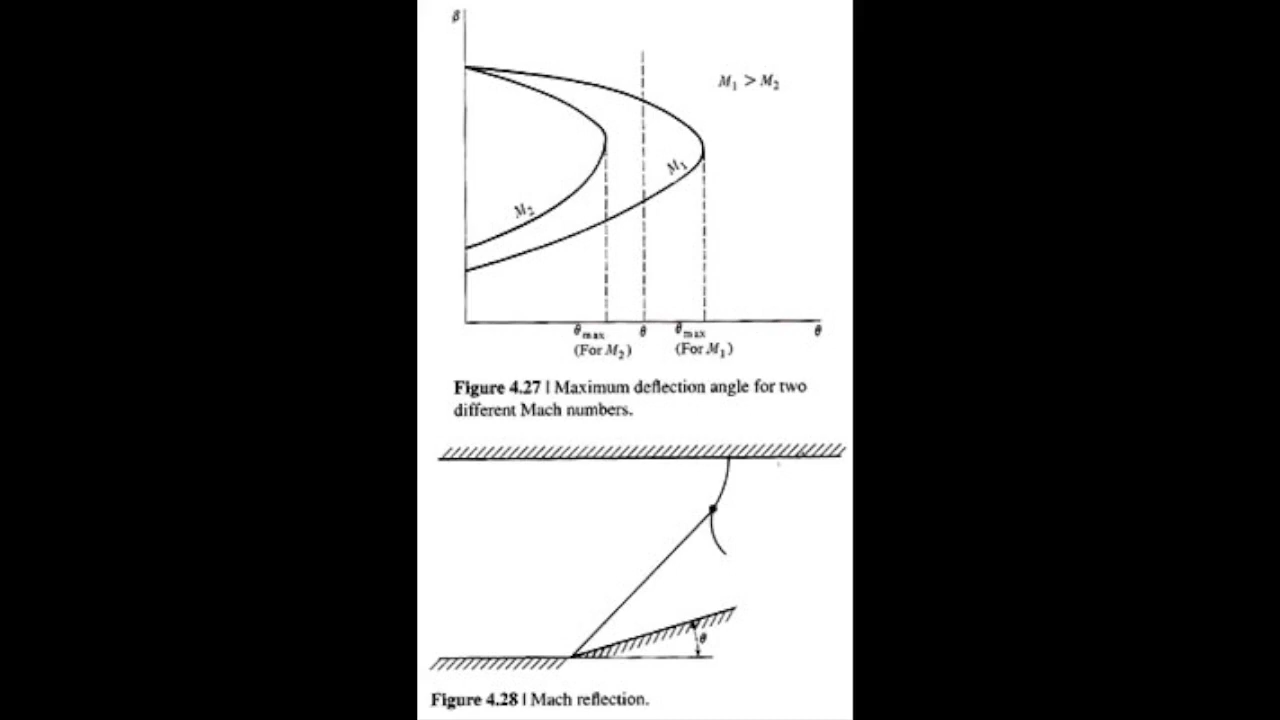 β
M₁ > M₂
M₁
M₂
θmax θ θmax θ
(For M₂) (For M₁)
Figure 4.27 | Maximum deflection angle for two
different Mach numbers.
θ
Figure 4.28 | Mach reflection.